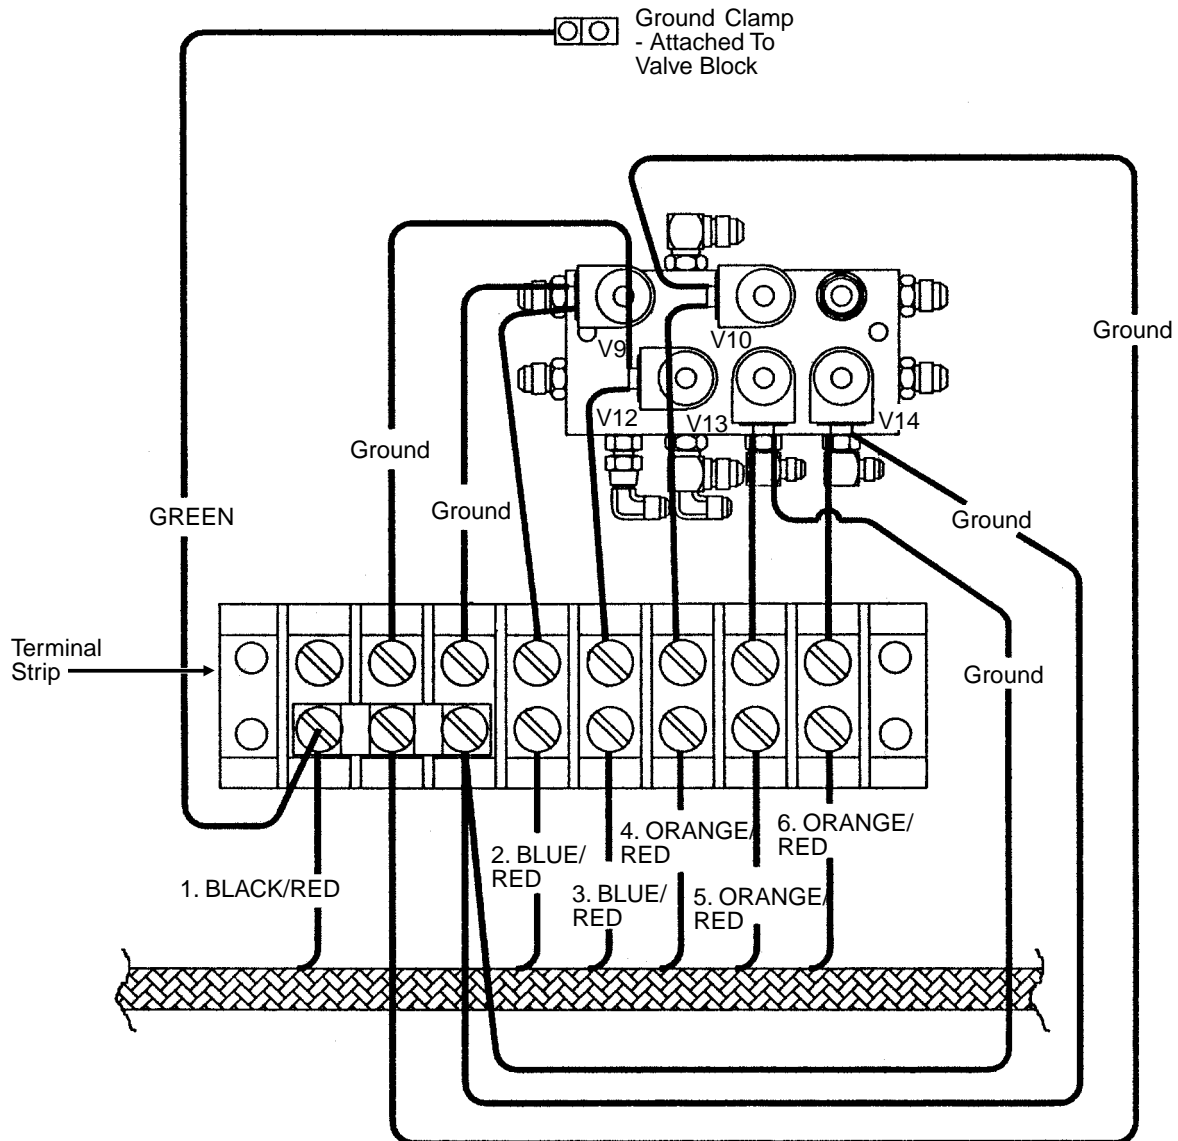 Ground Clamp
- Attached To
Valve Block
Ground
V9
V10
V12
V13
V14
Ground
Ground
GREEN
Ground
Terminal
Strip
Ground
1. BLACK/RED
2. BLUE/
RED
3. BLUE/
RED
4. ORANGE/
RED
5. ORANGE/
RED
6. ORANGE/
RED